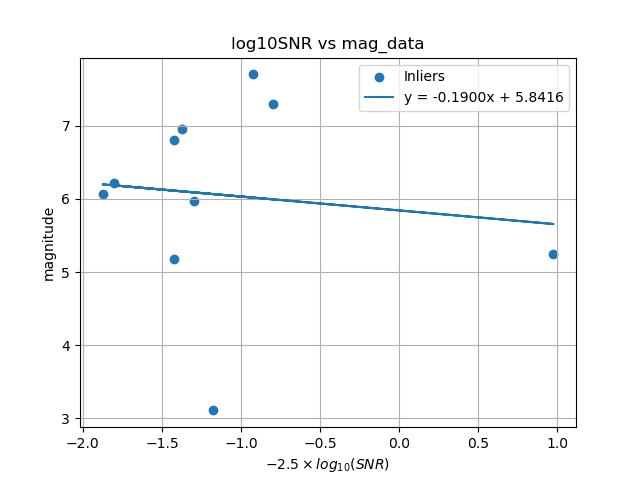 log10SNR vs mag_data
Inliers
y = -0.1900x + 5.8416
magnitude
7
6
5
4
3
−2.0 −1.5 −1.0 −0.5 0.0 0.5 1.0
−2.5 × log10(SNR)